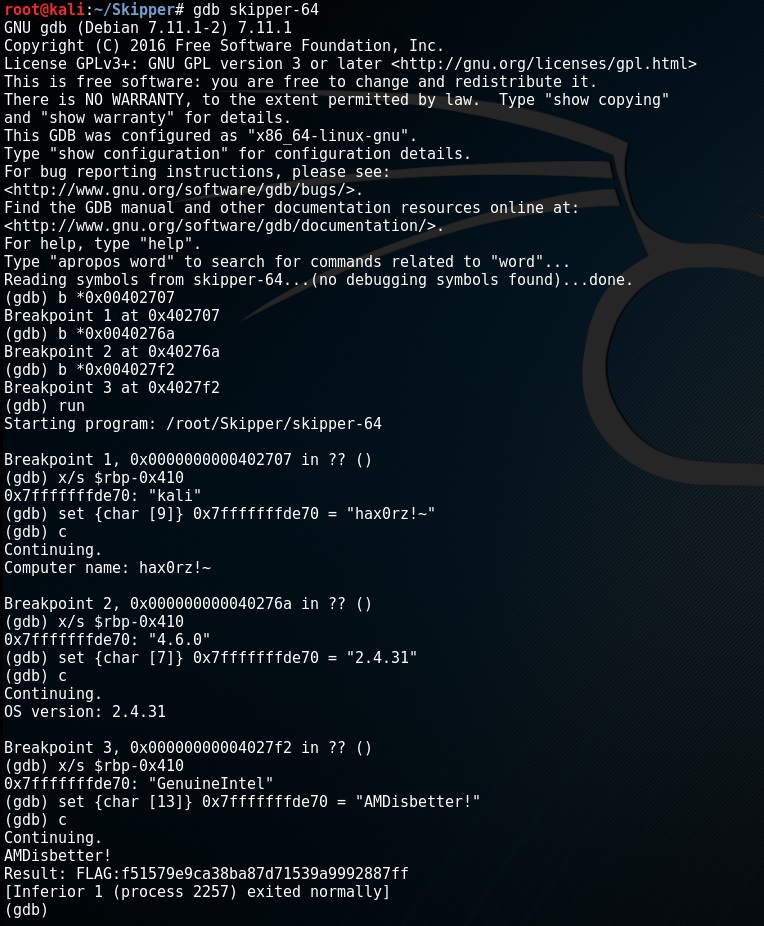 root@kali:~/Skipper# gdb skipper-64
GNU gdb (Debian 7.11.1-2) 7.11.1
Copyright (C) 2016 Free Software Foundation, Inc.
License GPLv3+: GNU GPL version 3 or later <http://gnu.org/licenses/gpl.html>
This is free software: you are free to change and redistribute it.
There is NO WARRANTY, to the extent permitted by law.  Type "show copying"
and "show warranty" for details.
This GDB was configured as "x86_64-linux-gnu".
Type "show configuration" for configuration details.
For bug reporting instructions, please see:
<http://www.gnu.org/software/gdb/bugs/>.
Find the GDB manual and other documentation resources online at:
<http://www.gnu.org/software/gdb/documentation/>.
For help, type "help".
Type "apropos word" to search for commands related to "word"...
Reading symbols from skipper-64...(no debugging symbols found)...done.
(gdb) b *0x00402707
Breakpoint 1 at 0x402707
(gdb) b *0x0040276a
Breakpoint 2 at 0x40276a
(gdb) b *0x004027f2
Breakpoint 3 at 0x4027f2
(gdb) run
Starting program: /root/Skipper/skipper-64
Breakpoint 1, 0x0000000000402707 in ?? ()
(gdb) x/s $rbp-0x410
0x7fffffffde70: "kali"
(gdb) set {char [9]} 0x7fffffffde70 = "hax0rz!~"
(gdb) c
Continuing.
Computer name: hax0rz!~
Breakpoint 2, 0x000000000040276a in ?? ()
(gdb) x/s $rbp-0x410
0x7fffffffde70: "4.6.0"
(gdb) set {char [7]} 0x7fffffffde70 = "2.4.31"
(gdb) c
Continuing.
OS version: 2.4.31
Breakpoint 3, 0x00000000004027f2 in ?? ()
(gdb) x/s $rbp-0x410
0x7fffffffde70: "GenuineIntel"
(gdb) set {char [13]} 0x7fffffffde70 = "AMDisbetter!"
(gdb) c
Continuing.
AMDisbetter!
Result: FLAG:f51579e9ca38ba87d71539a9992887ff
[Inferior 1 (process 2257) exited normally]
(gdb)